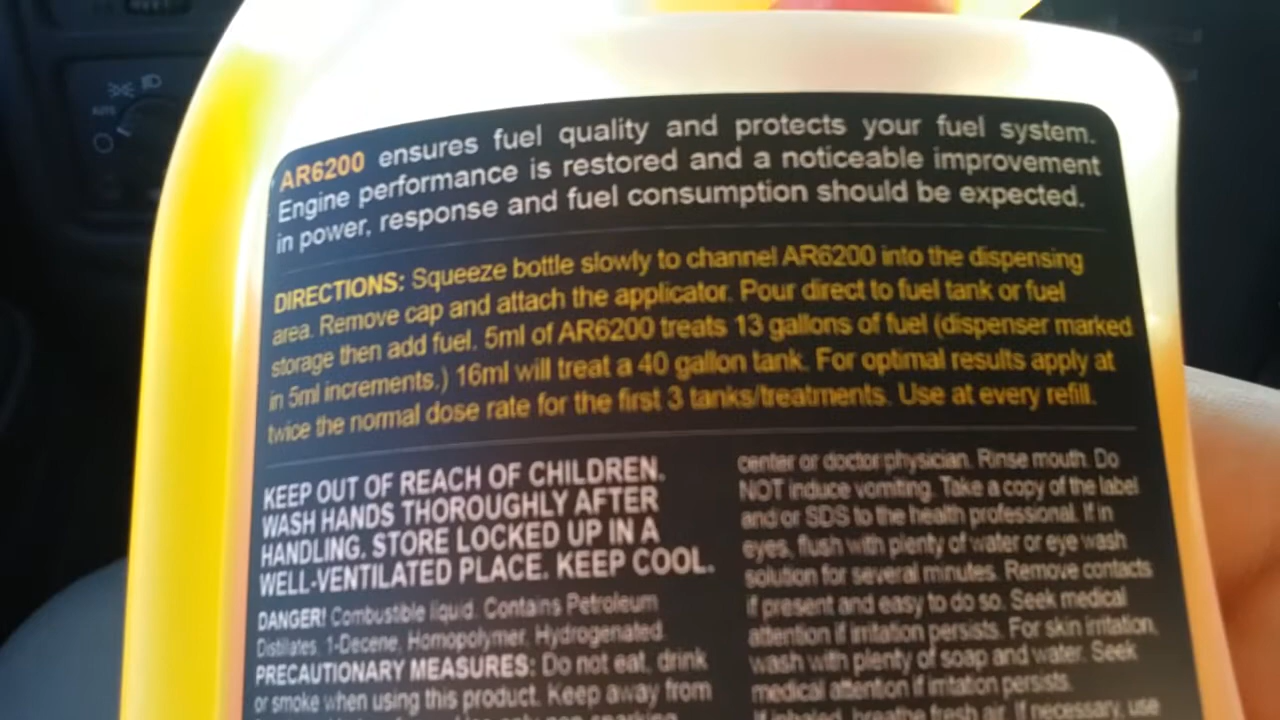 AUTO
AR6200 ensures fuel quality and protects your fuel system.
Engine performance is restored and a noticeable improvement
in power, response and fuel consumption should be expected.
DIRECTIONS: Squeeze bottle slowly to channel AR6200 into the dispensing
area. Remove cap and attach the applicator. Pour direct to fuel tank or fuel
storage then add fuel. 5ml of AR6200 treats 13 gallons of fuel (dispenser marked
in 5ml increments.) 16ml will treat a 40 gallon tank. For optimal results apply at
twice the normal dose rate for the first 3 tanks/treatments. Use at every refill.
KEEP OUT OF REACH OF CHILDREN.
WASH HANDS THOROUGHLY AFTER
HANDLING. STORE LOCKED UP IN A
WELL-VENTILATED PLACE. KEEP COOL.
DANGER! Combustible liquid. Contains Petroleum
Distilates, 1-Decene, Homopolymer, Hydrogenated.
PRECAUTIONARY MEASURES: Do not eat, drink
or smoke when using this product. Keep away from
center or doctor/physician. Rinse mouth. Do
NOT induce vomiting. Take a copy of the label
and/or SDS to the health professional. If in
eyes, flush with plenty of water or eye wash
solution for several minutes. Remove contacts
if present and easy to do so. Seek medical
attention if irritation persists. For skin irritation,
wash with plenty of soap and water. Seek
medical attention if irritation persists.
If inhaled, breathe fresh air. If necessary, use